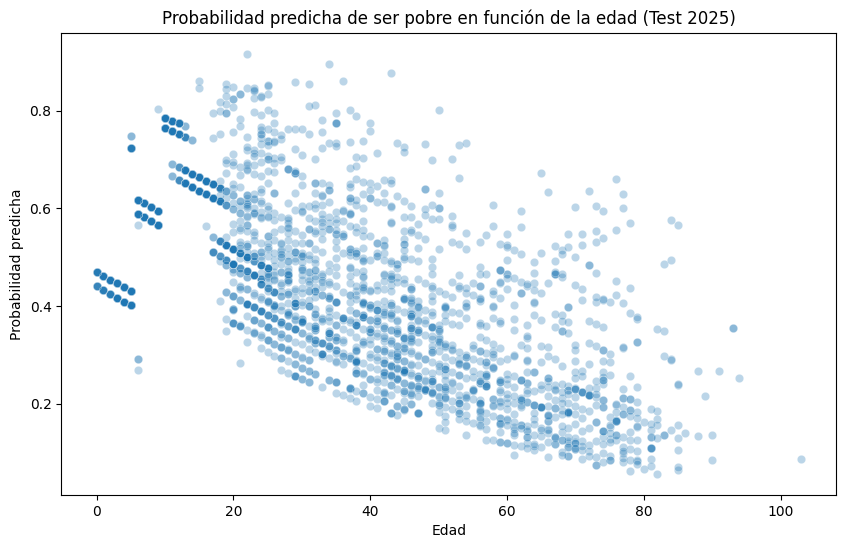 Probabilidad predicha de ser pobre en función de la edad (Test 2025)
Probabilidad predicha
0.8
0.6
0.4
0.2
0 20 40 60 80 100
Edad